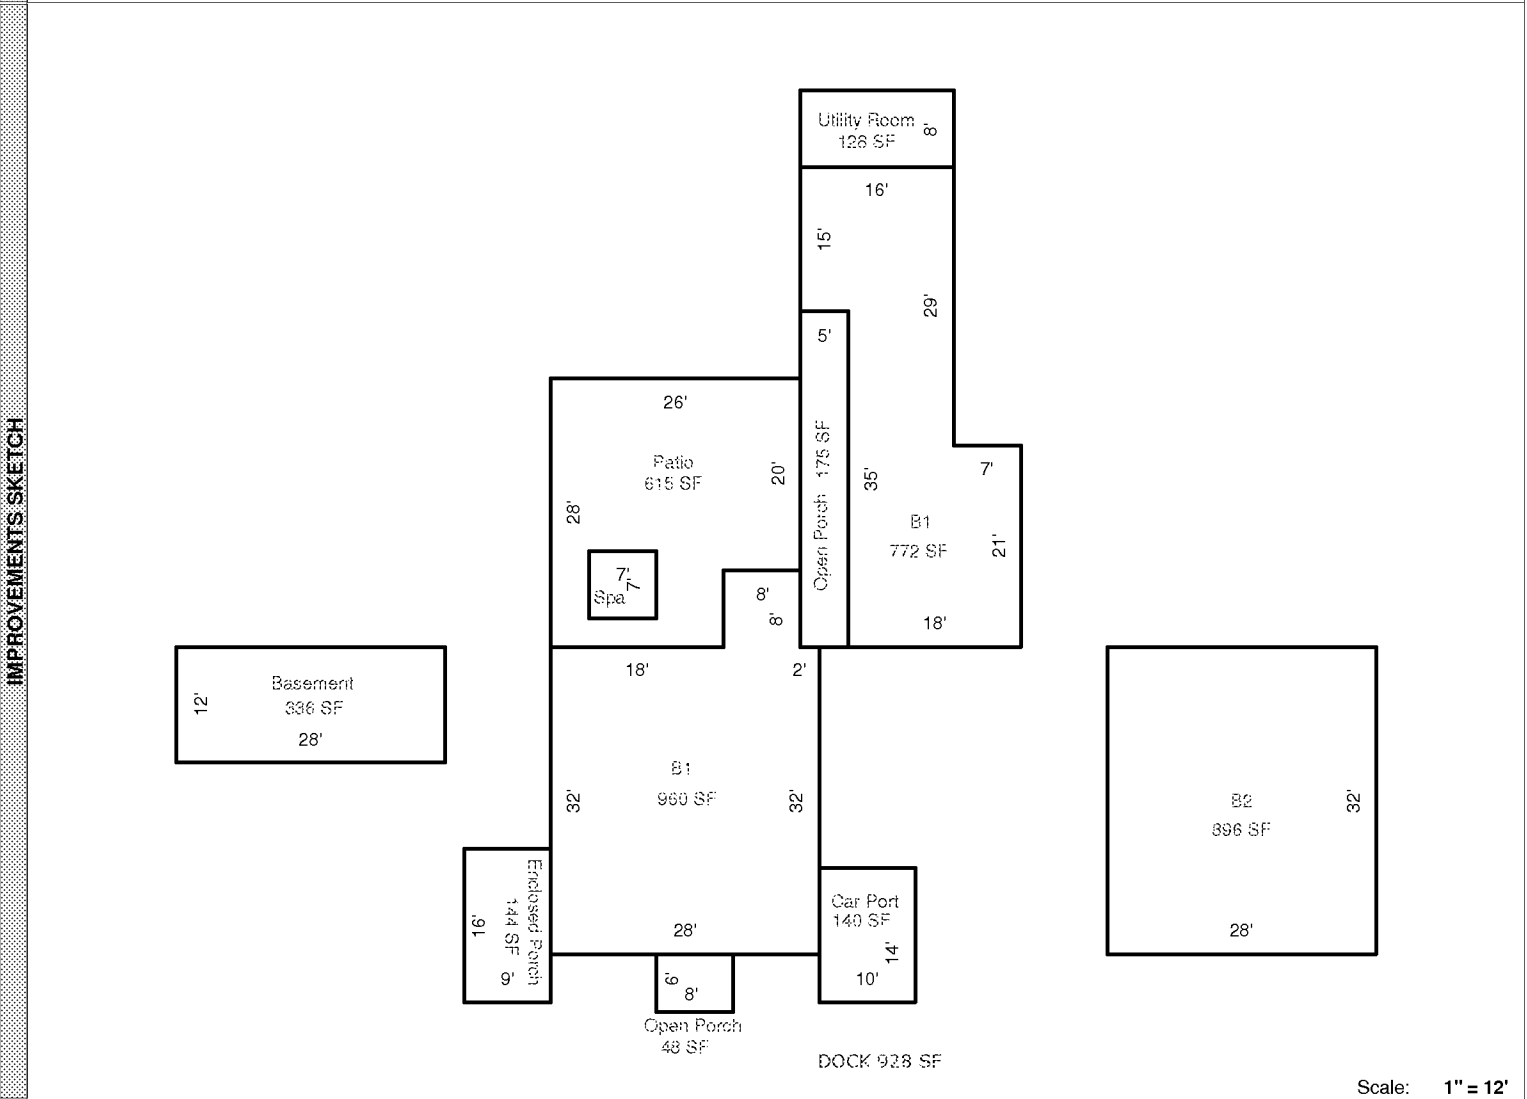 IMPROVEMENTS SKETCH
Utility Room
128 SF
8'
16'
15'
29'
5'
26'
Patio
615 SF
20'
28'
Open Porch 175 SF
35'
7'
B1
772 SF
21'
7'
7'
Spa
8'
8'
18'
18'
2'
Basement
336 SF
12'
28'
B1
960 SF
32'
32'
B2
896 SF
32'
28'
Enclosed Porch
144 SF
16'
9'
28'
Car Port
140 SF
14'
10'
6'
8'
Open Porch
48 SF
DOCK 928 SF
Scale: 1" = 12'